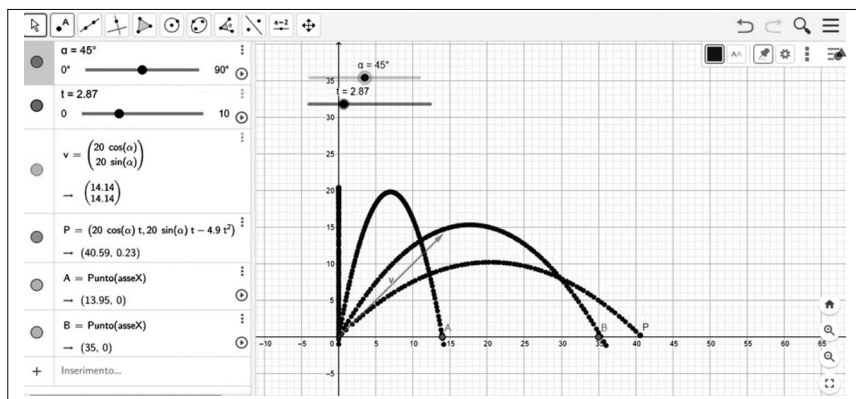 a=2
α = 45°
0° 90°
t = 2.87
0 10
v = (20 cos(α)
20 sin(α))
→ (14.14
14.14)
P = (20 cos(α) t, 20 sin(α) t − 4.9 t²)
→ (40.59, 0.23)
A = Punto(asseX)
→ (13.95, 0)
B = Punto(asseX)
→ (35, 0)
+ Inserimento...
AA
α = 45°
t = 2.87
35
30
25
20
15
10
5
0
−5
−10 −5 0 5 10 15 20 25 30 35 40 45 50 55 60 65
v
A
B
P